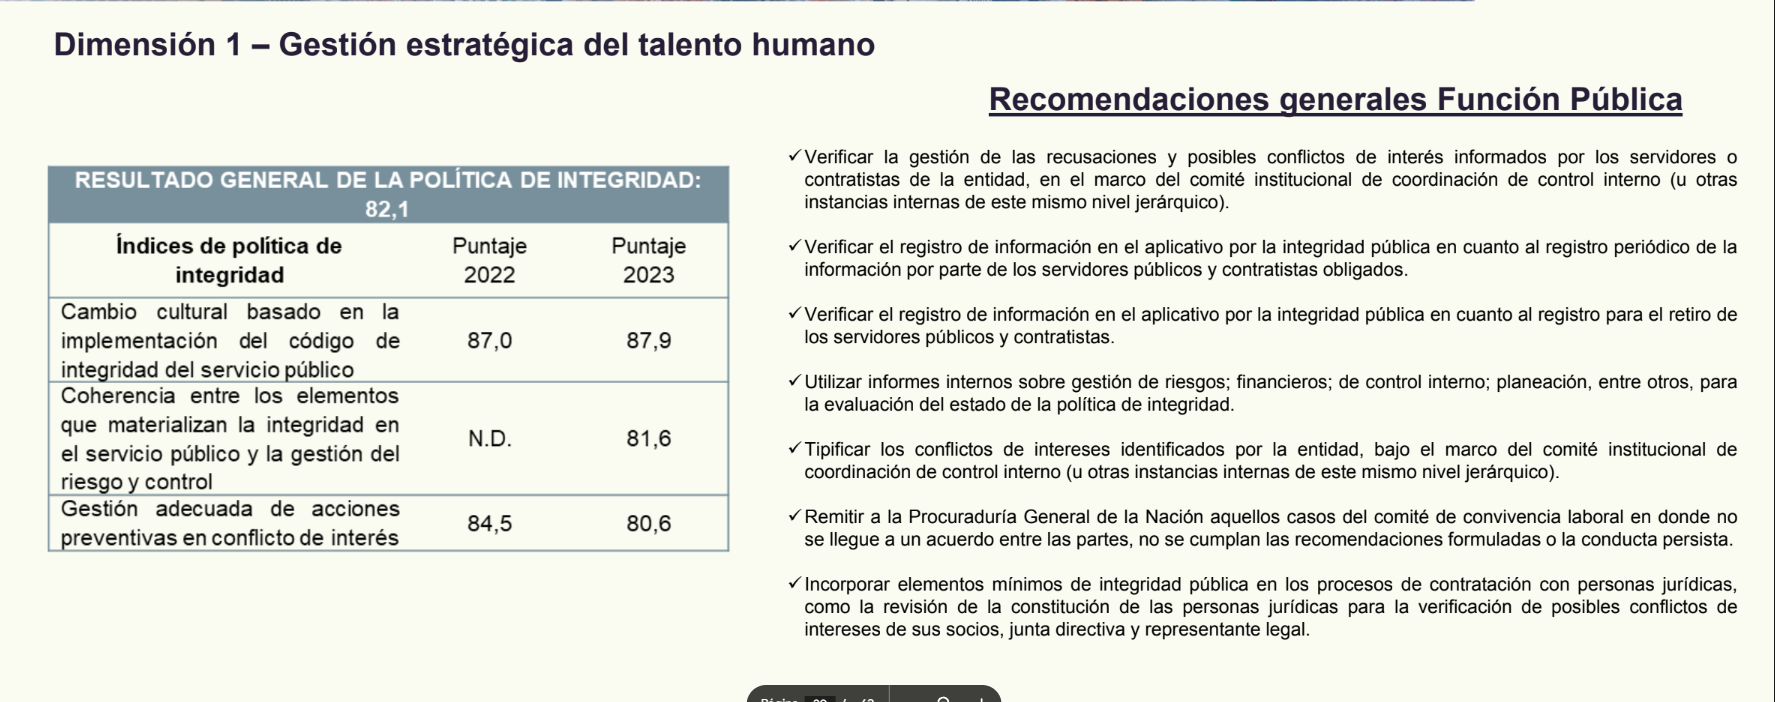 Dimensión 1 – Gestión estratégica del talento humano
Recomendaciones generales Función Pública
RESULTADO GENERAL DE LA POLÍTICA DE INTEGRIDAD:
82,1
Índices de política de
integridad
Puntaje
2022
Puntaje
2023
Cambio cultural basado en la
implementación del código de
integridad del servicio público
87,0
87,9
Coherencia entre los elementos
que materializan la integridad en
el servicio público y la gestión del
riesgo y control
N.D.
81,6
Gestión adecuada de acciones
preventivas en conflicto de interés
84,5
80,6
✓Verificar la gestión de las recusaciones y posibles conflictos de interés informados por los servidores o
contratistas de la entidad, en el marco del comité institucional de coordinación de control interno (u otras
instancias internas de este mismo nivel jerárquico).
✓Verificar el registro de información en el aplicativo por la integridad pública en cuanto al registro periódico de la
información por parte de los servidores públicos y contratistas obligados.
✓Verificar el registro de información en el aplicativo por la integridad pública en cuanto al registro para el retiro de
los servidores públicos y contratistas.
✓Utilizar informes internos sobre gestión de riesgos; financieros; de control interno; planeación, entre otros, para
la evaluación del estado de la política de integridad.
✓Tipificar los conflictos de intereses identificados por la entidad, bajo el marco del comité institucional de
coordinación de control interno (u otras instancias internas de este mismo nivel jerárquico).
✓Remitir a la Procuraduría General de la Nación aquellos casos del comité de convivencia laboral en donde no
se llegue a un acuerdo entre las partes, no se cumplan las recomendaciones formuladas o la conducta persista.
✓Incorporar elementos mínimos de integridad pública en los procesos de contratación con personas jurídicas,
como la revisión de la constitución de las personas jurídicas para la verificación de posibles conflictos de
intereses de sus socios, junta directiva y representante legal.